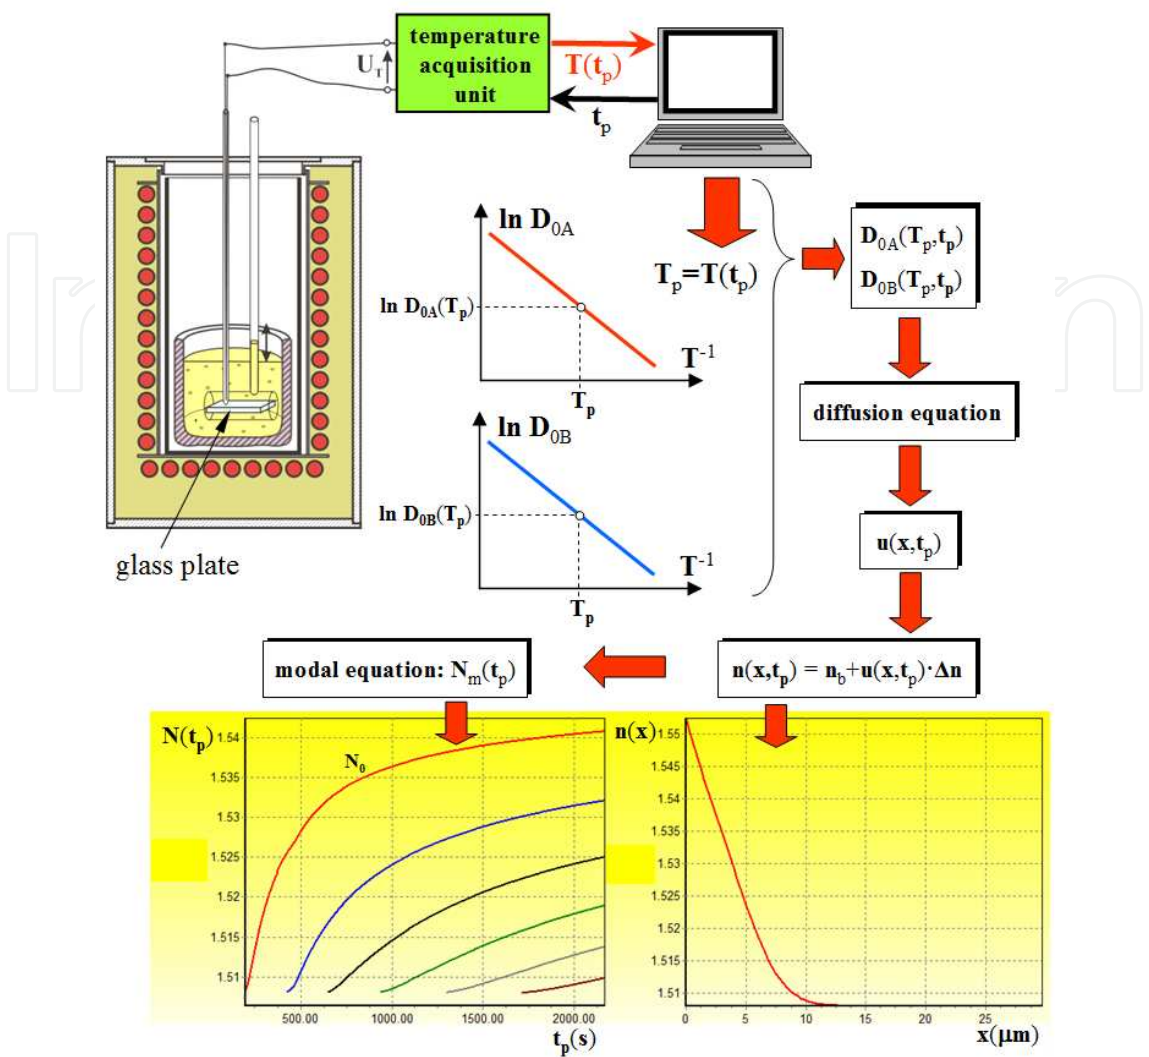 temperature
acquisition
unit
U_T
T(t_p)
t_p
ln D_0A
ln D_0A(T_p)
T^-1
T_p
T_p=T(t_p)
D_0A(T_p,t_p)
D_0B(T_p,t_p)
ln D_0B
ln D_0B(T_p)
T^-1
T_p
diffusion equation
u(x,t_p)
glass plate
modal equation: N_m(t_p)
n(x,t_p) = n_b+u(x,t_p)·Δn
N(t_p)
N_0
1.54
1.535
1.53
1.525
1.52
1.515
1.51
500.00 1000.00 1500.00 2000.00
t_p(s)
n(x)
1.55
1.545
1.54
1.535
1.53
1.525
1.52
1.515
1.51
0 5 10 15 20 25
x(μm)